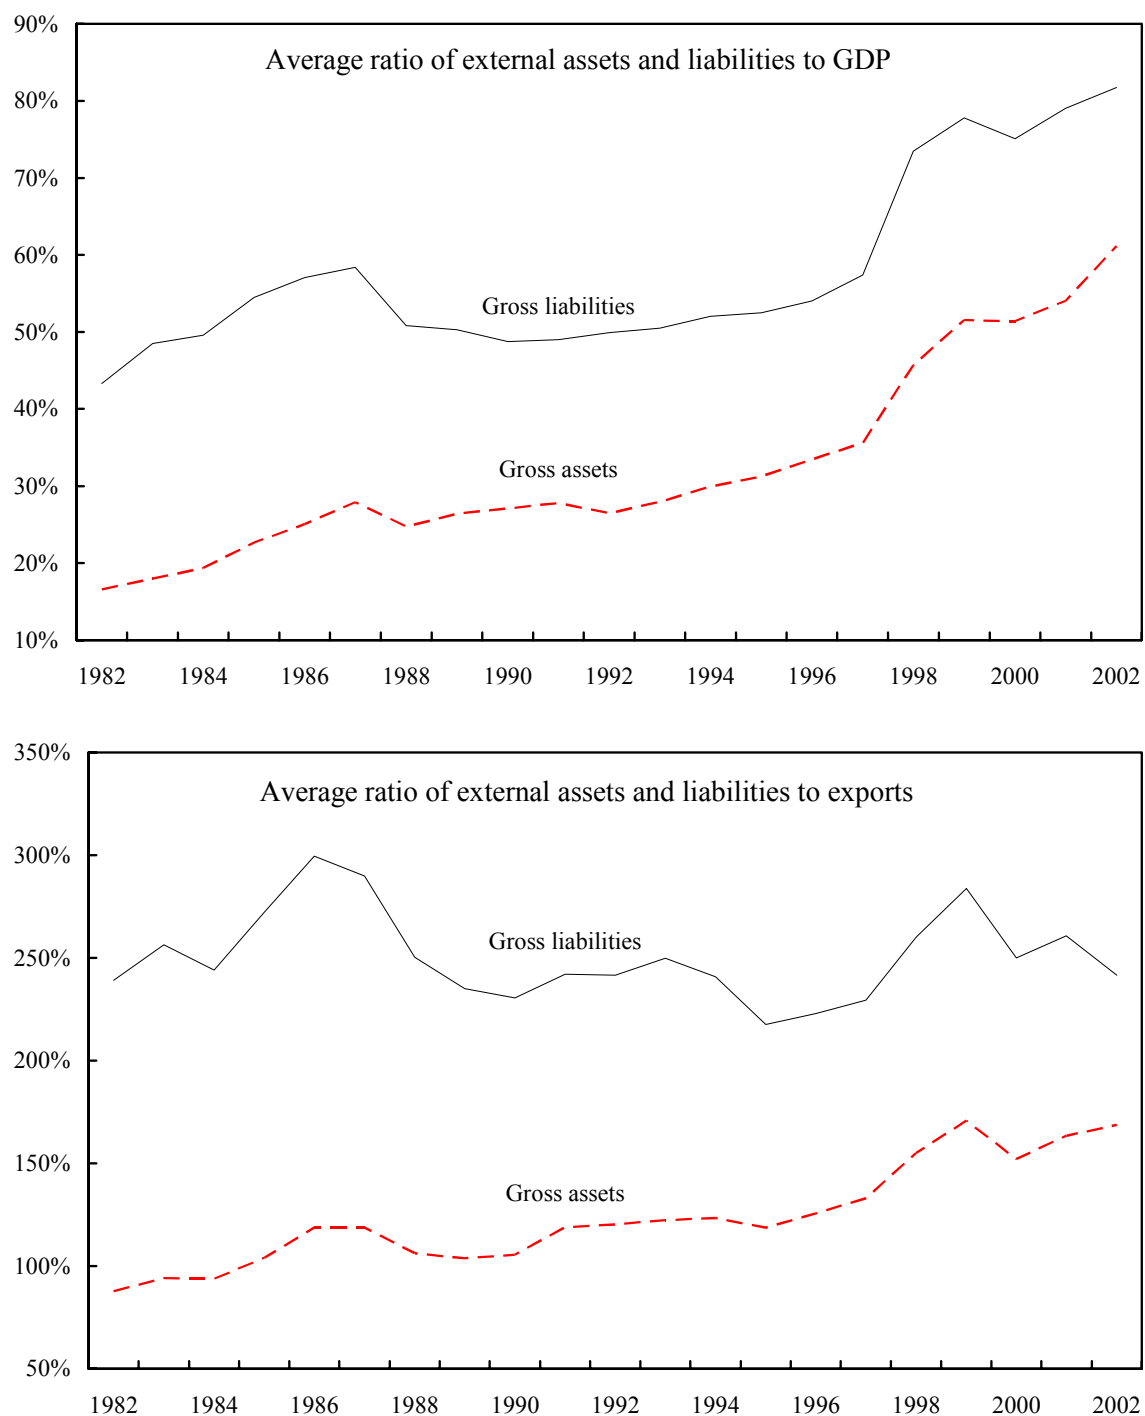 90%
Average ratio of external assets and liabilities to GDP
80%
70%
60%
Gross liabilities
50%
40%
Gross assets
30%
20%
10%
1982 1984 1986 1988 1990 1992 1994 1996 1998 2000 2002
350%
Average ratio of external assets and liabilities to exports
300%
Gross liabilities
250%
200%
150%
Gross assets
100%
50%
1982 1984 1986 1988 1990 1992 1994 1996 1998 2000 2002